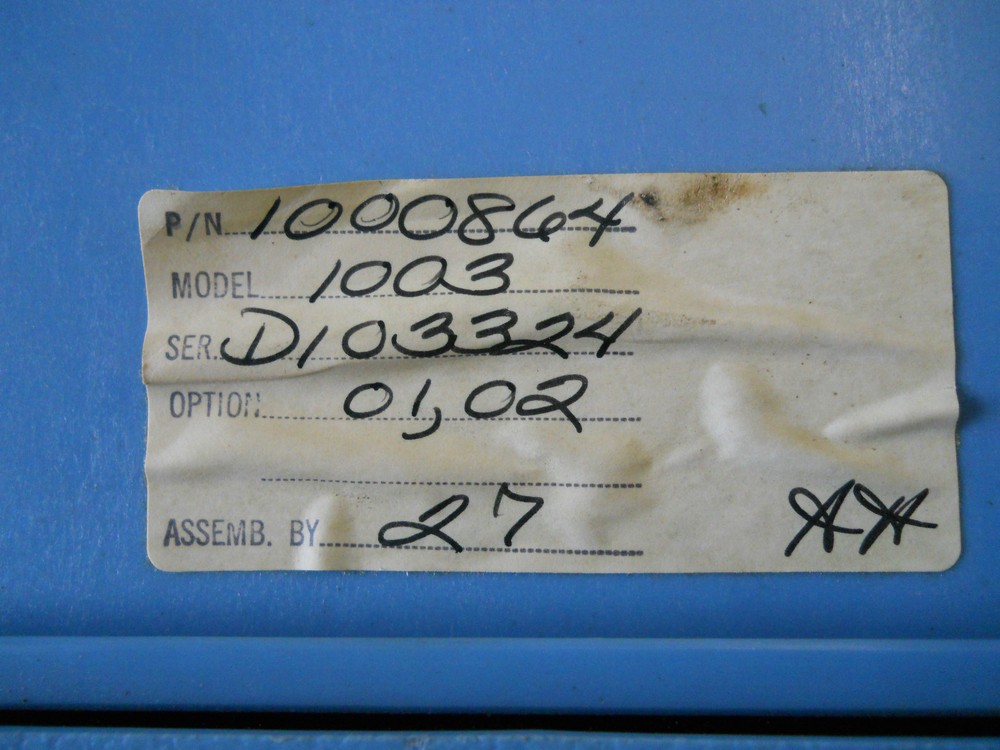 P/N 1000864
MODEL 1003
SER. D103324
OPTION 01,02
ASSEMB. BY 27